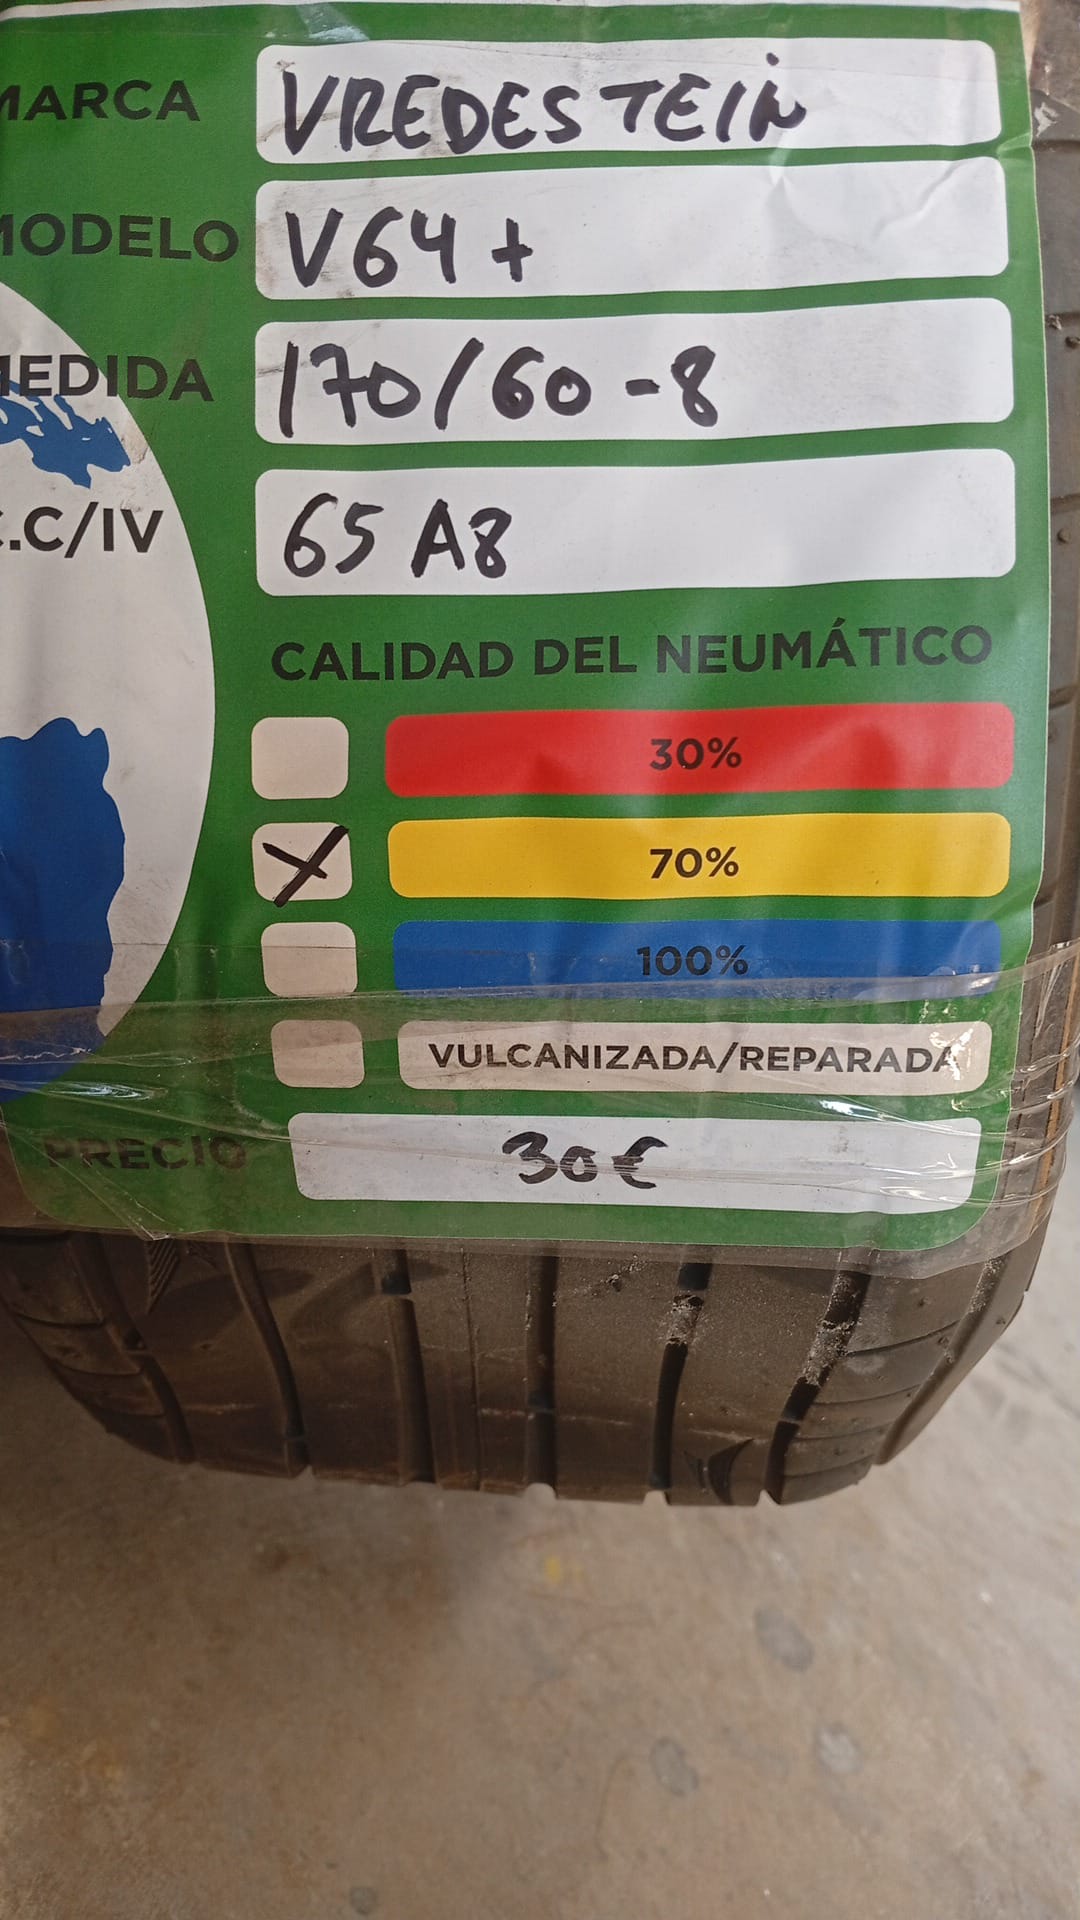 MARCA VREDESTEIN
MODELO V64+
MEDIDA 170/60-8
.C/IV 65 A8
CALIDAD DEL NEUMÁTICO
30%
70%
100%
VULCANIZADA/REPARADA
PRECIO 30€